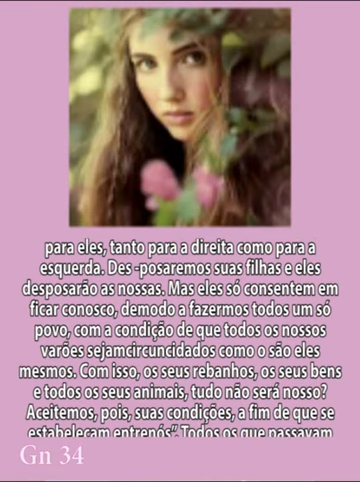 para eles, tanto para a direita como para a
esquerda. Des -posaremos suas filhas e eles
desposarão as nossas. Mas eles só consentem em
ficar conosco, demodo a fazermos todos um só
povo, com a condição de que todos os nossos
varões sejamcircuncidados como o são eles
mesmos. Com isso, os seus rebanhos, os seus bens
e todos os seus animais, tudo não será nosso?
Aceitemos, pois, suas condições, a fim de que se
estabeleçam entrenós”. Todos os que passavam
Gn 34